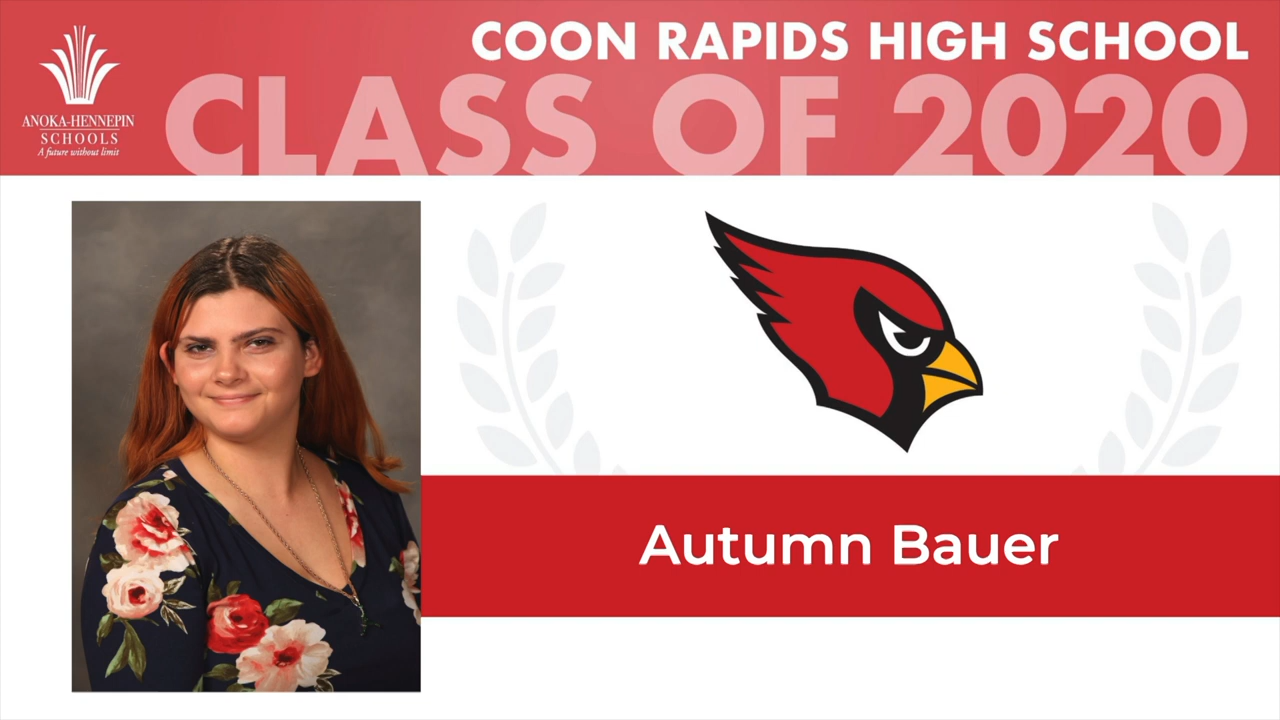 COON RAPIDS HIGH SCHOOL
CLASS OF 2020
ANOKA-HENNEPIN
SCHOOLS
A future without limit
Autumn Bauer